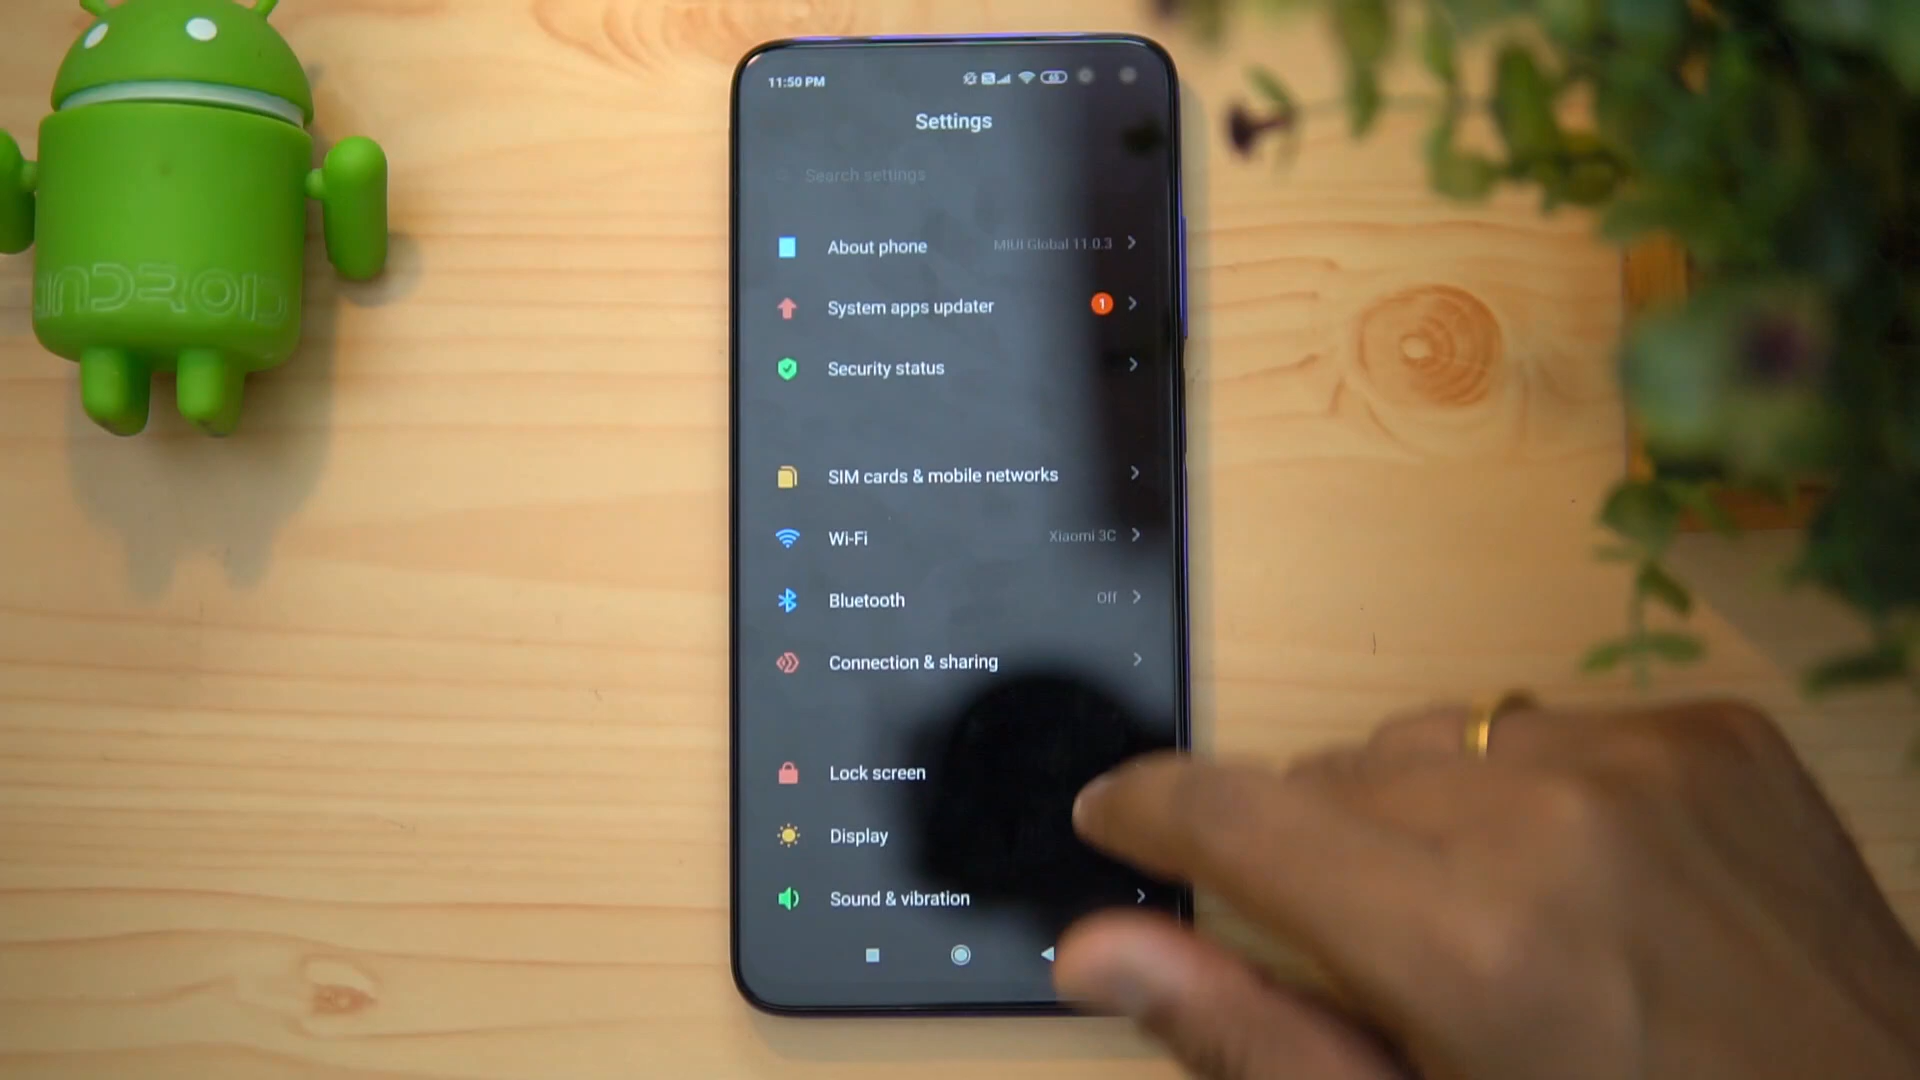 11:50 PM
Settings
Search settings
About phone MIUI Global 11.0.3
System apps updater 1
Security status
SIM cards & mobile networks
Wi-Fi Xiaomi 3C
Bluetooth Off
Connection & sharing
Lock screen
Display
Sound & vibration
ANDROID